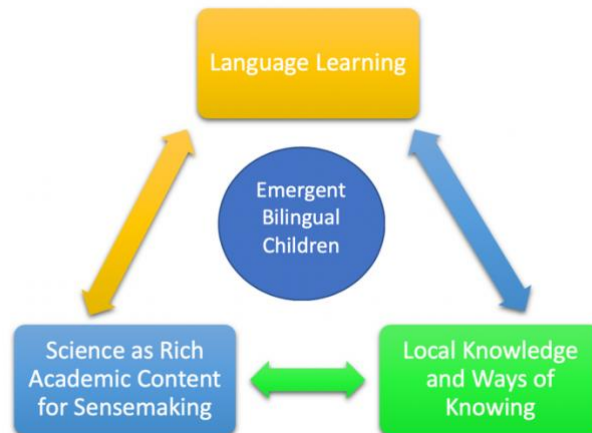 Language Learning
Emergent
Bilingual
Children
Science as Rich
Academic Content
for Sensemaking
Local Knowledge
and Ways of
Knowing